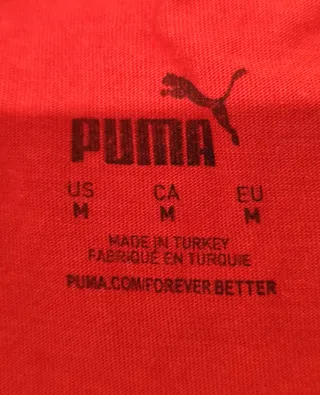 PUMA
US CA EU
M M M
MADE IN TURKEY
FABRIQUÉ EN TURQUIE
PUMA.COM/FOREVER BETTER